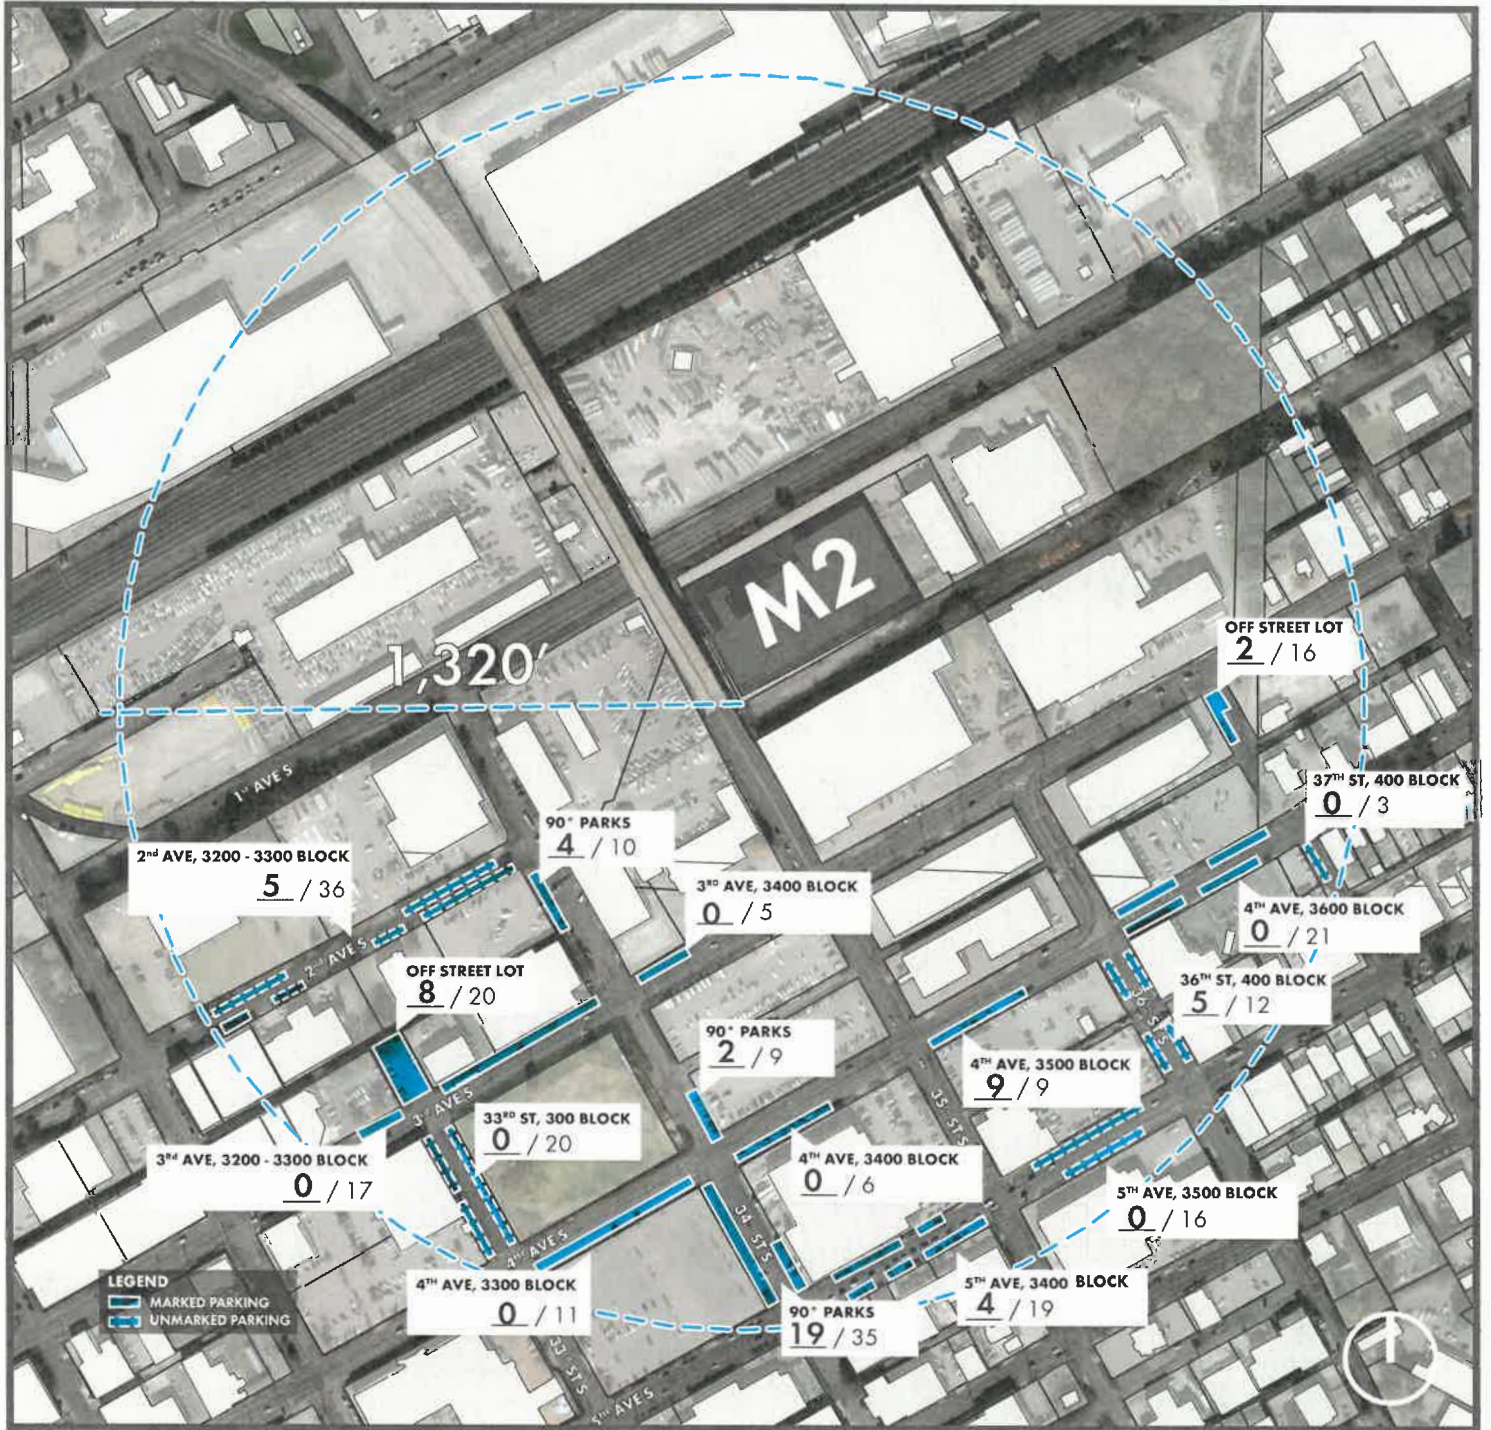 M2
1,320'
OFF STREET LOT
2 / 16
1ST AVE S
37TH ST, 400 BLOCK
0 / 3
90° PARKS
4 / 10
2nd AVE, 3200 - 3300 BLOCK
5 / 36
3RD AVE, 3400 BLOCK
0 / 5
4TH AVE, 3600 BLOCK
0 / 21
2nd AVE S
OFF STREET LOT
8 / 20
36TH ST, 400 BLOCK
5 / 12
36 ST S
90° PARKS
2 / 9
4TH AVE, 3500 BLOCK
9 / 9
3rd AVE S
33RD ST, 300 BLOCK
0 / 20
35 ST S
3Rd AVE, 3200 - 3300 BLOCK
0 / 17
4TH AVE, 3400 BLOCK
0 / 6
5TH AVE, 3500 BLOCK
0 / 16
34 ST S
4TH AVE S
LEGEND
MARKED PARKING
UNMARKED PARKING
4TH AVE, 3300 BLOCK
0 / 11
5TH AVE, 3400 BLOCK
4 / 19
90° PARKS
19 / 35
33 ST S
5TH AVE S